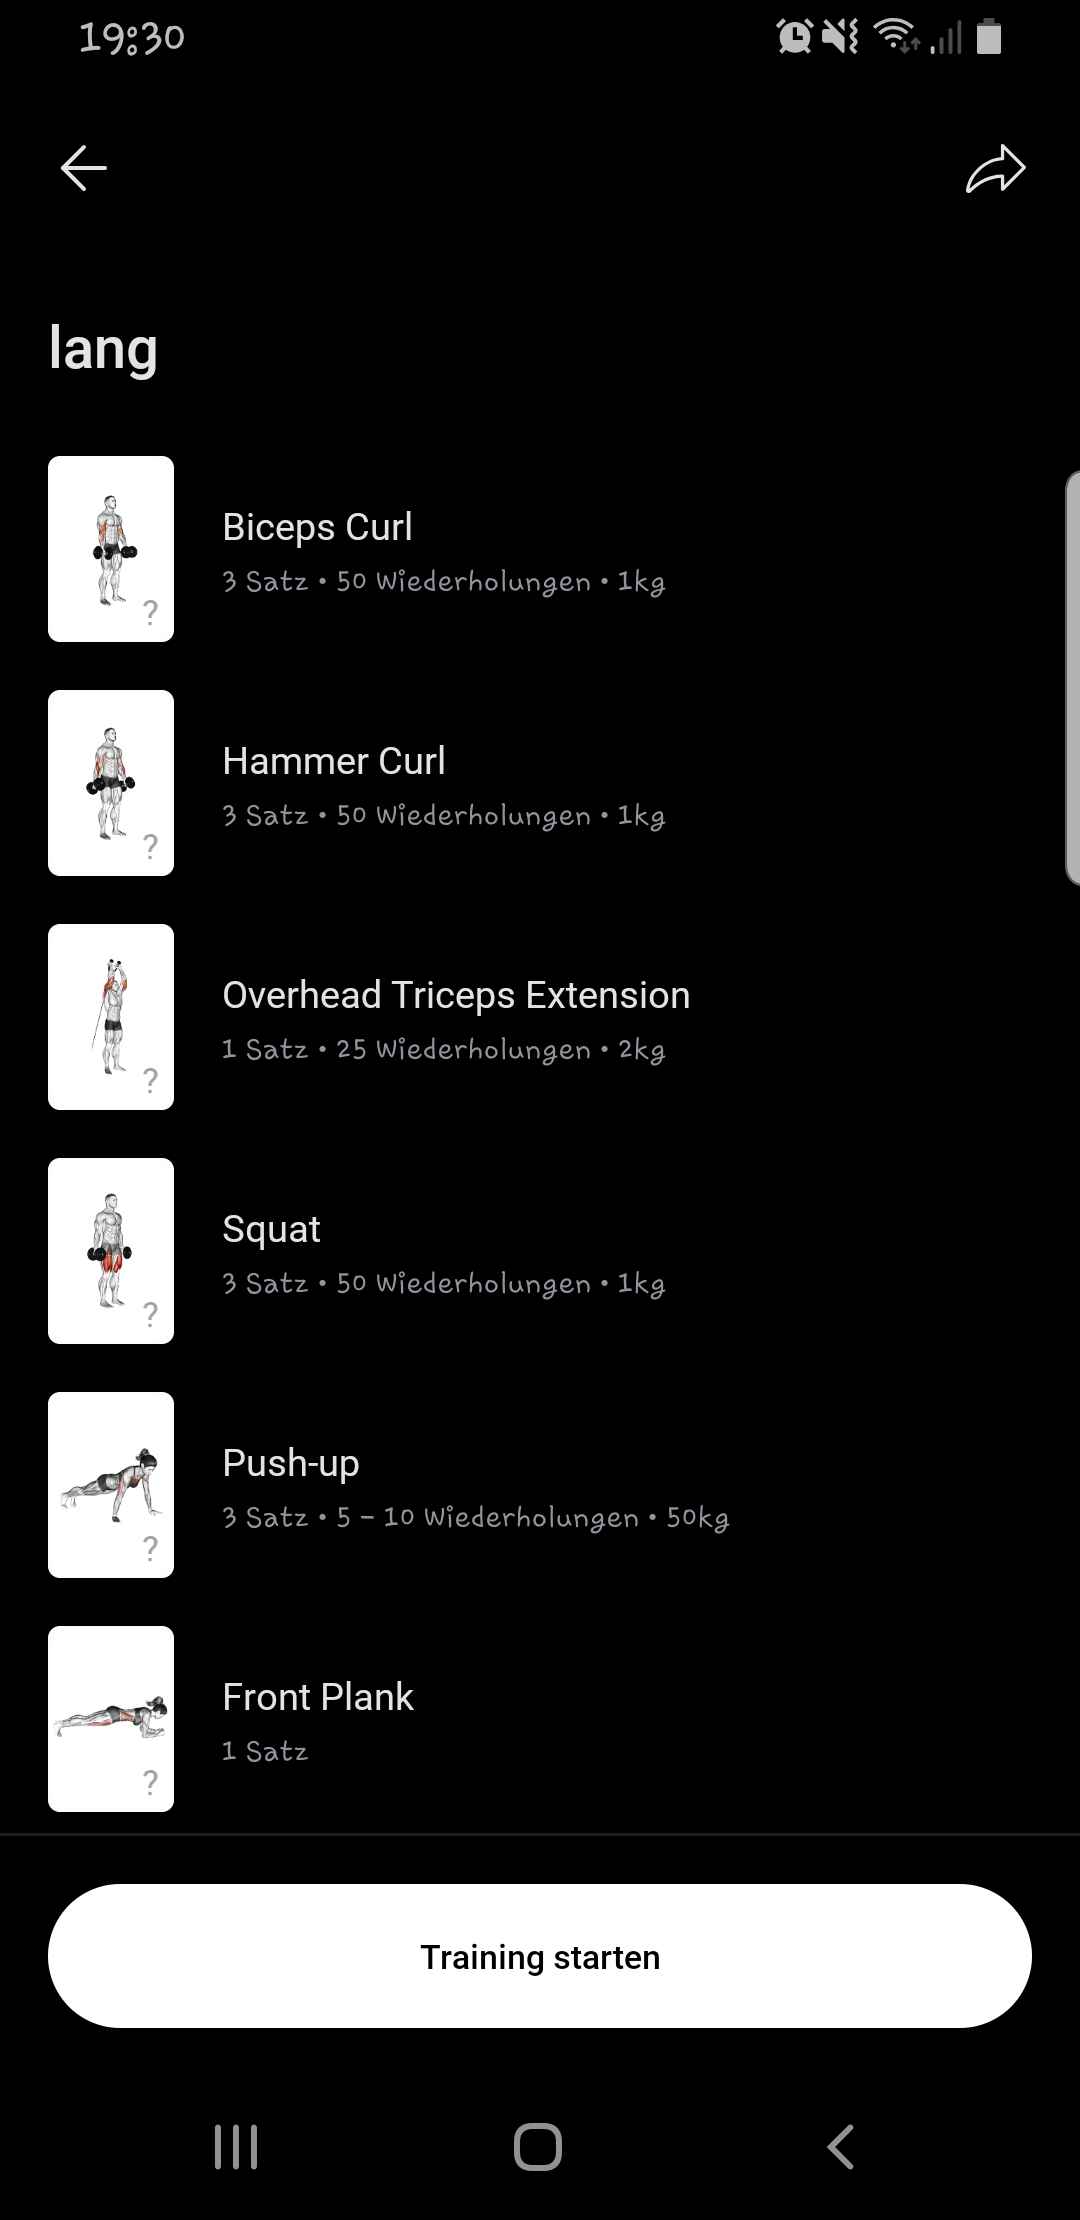 19:30
lang
Biceps Curl
3 Satz • 50 Wiederholungen • 1kg
?
Hammer Curl
3 Satz • 50 Wiederholungen • 1kg
?
Overhead Triceps Extension
1 Satz • 25 Wiederholungen • 2kg
?
Squat
3 Satz • 50 Wiederholungen • 1kg
?
Push-up
3 Satz • 5 – 10 Wiederholungen • 50kg
?
Front Plank
1 Satz
?
Training starten